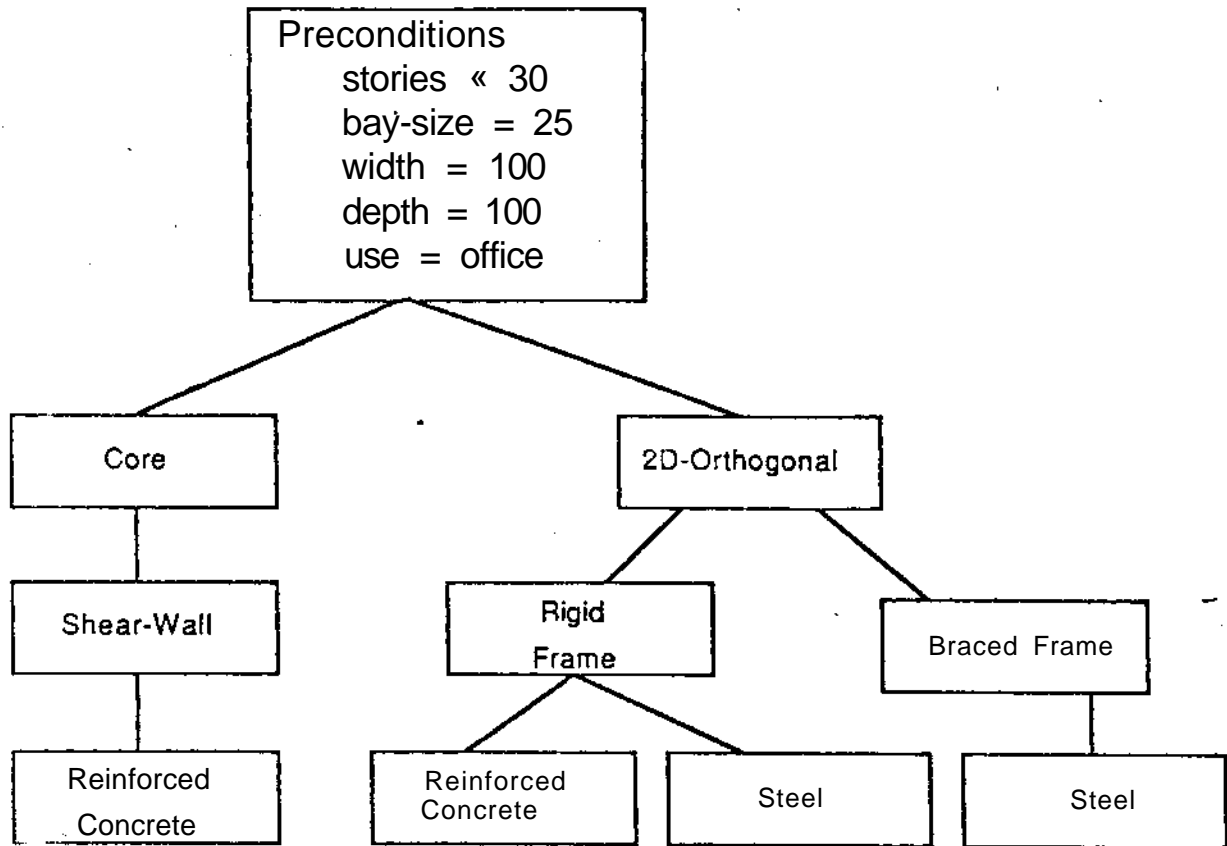 Preconditions
stories « 30
bay-size = 25
width = 100
depth = 100
use = office
Core
2D-Orthogonal
Shear-Wall
Rigid
Frame
Braced Frame
Reinforced
Concrete
Reinforced
Concrete
Steel
Steel